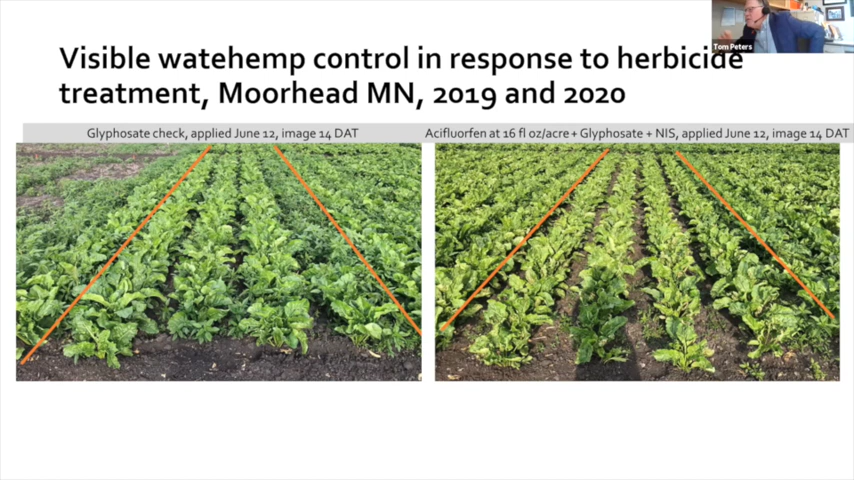 Visible watehemp control in response to herbicide
treatment, Moorhead MN, 2019 and 2020
Tom Peters
Glyphosate check, applied June 12, image 14 DAT
Acifluorfen at 16 fl oz/acre + Glyphosate + NIS, applied June 12, image 14 DAT